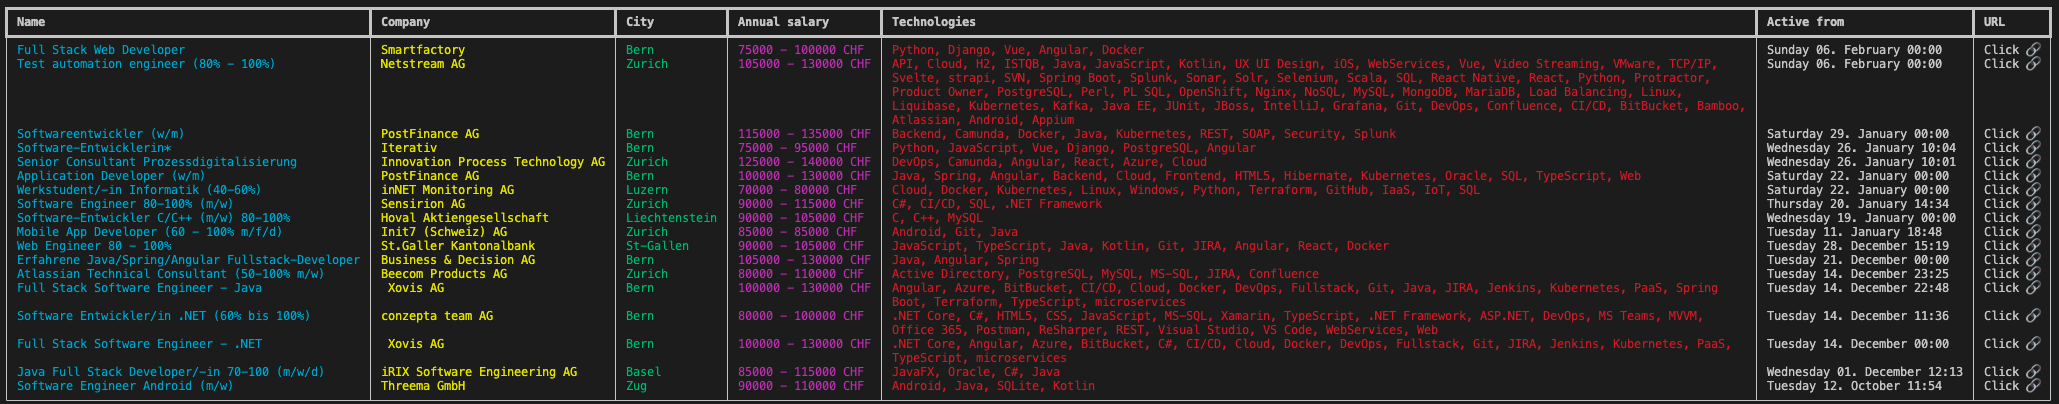 Name Company City Annual salary Technologies Active from URL
Full Stack Web Developer Smartfactory Bern 75000 - 100000 CHF Python, Django, Vue, Angular, Docker Sunday 06. February 00:00 Click 🔗
Test automation engineer (80% - 100%) Netstream AG Zurich 105000 - 130000 CHF API, Cloud, H2, ISTQB, Java, JavaScript, Kotlin, UX UI Design, iOS, WebServices, Vue, Video Streaming, VMware, TCP/IP, Sunday 06. February 00:00 Click 🔗
Svelte, strapi, SVN, Spring Boot, Splunk, Sonar, Solr, Selenium, Scala, SQL, React Native, React, Python, Protractor,
Product Owner, PostgreSQL, Perl, PL SQL, OpenShift, Nginx, NoSQL, MySQL, MongoDB, MariaDB, Load Balancing, Linux,
Liquibase, Kubernetes, Kafka, Java EE, JUnit, JBoss, IntelliJ, Grafana, Git, DevOps, Confluence, CI/CD, BitBucket, Bamboo,
Atlassian, Android, Appium
Softwareentwickler (w/m) PostFinance AG Bern 115000 - 135000 CHF Backend, Camunda, Docker, Java, Kubernetes, REST, SOAP, Security, Splunk Saturday 29. January 00:00 Click 🔗
Software-Entwicklerin* Iterativ Bern 75000 - 95000 CHF Python, JavaScript, Vue, Django, PostgreSQL, Angular Wednesday 26. January 10:04 Click 🔗
Senior Consultant Prozessdigitalisierung Innovation Process Technology AG Zurich 125000 - 140000 CHF DevOps, Camunda, Angular, React, Azure, Cloud Wednesday 26. January 10:01 Click 🔗
Application Developer (w/m) PostFinance AG Bern 100000 - 130000 CHF Java, Spring, Angular, Backend, Cloud, Frontend, HTML5, Hibernate, Kubernetes, Oracle, SQL, TypeScript, Web Saturday 22. January 00:00 Click 🔗
Werkstudent/-in Informatik (40-60%) inNET Monitoring AG Luzern 70000 - 80000 CHF Cloud, Docker, Kubernetes, Linux, Windows, Python, Terraform, GitHub, IaaS, IoT, SQL Saturday 22. January 00:00 Click 🔗
Software Engineer 80-100% (m/w) Sensirion AG Zurich 90000 - 115000 CHF C#, CI/CD, SQL, .NET Framework Thursday 20. January 14:34 Click 🔗
Software-Entwickler C/C++ (m/w) 80-100% Hoval Aktiengesellschaft Liechtenstein 90000 - 105000 CHF C, C++, MySQL Wednesday 19. January 00:00 Click 🔗
Mobile App Developer (60 - 100% m/f/d) Init7 (Schweiz) AG Zurich 85000 - 85000 CHF Android, Git, Java Tuesday 11. January 18:48 Click 🔗
Web Engineer 80 - 100% St.Galler Kantonalbank St-Gallen 90000 - 105000 CHF JavaScript, TypeScript, Java, Kotlin, Git, JIRA, Angular, React, Docker Tuesday 28. December 15:19 Click 🔗
Erfahrene Java/Spring/Angular Fullstack-Developer Business & Decision AG Bern 105000 - 130000 CHF Java, Angular, Spring Tuesday 21. December 00:00 Click 🔗
Atlassian Technical Consultant (50-100% m/w) Beecom Products AG Zurich 80000 - 110000 CHF Active Directory, PostgreSQL, MySQL, MS-SQL, JIRA, Confluence Tuesday 14. December 23:25 Click 🔗
Full Stack Software Engineer - Java Xovis AG Bern 100000 - 130000 CHF Angular, Azure, BitBucket, CI/CD, Cloud, Docker, DevOps, Fullstack, Git, Java, JIRA, Jenkins, Kubernetes, PaaS, Spring Tuesday 14. December 22:48 Click 🔗
Boot, Terraform, TypeScript, microservices
Software Entwickler/in .NET (60% bis 100%) conzepta team AG Bern 80000 - 100000 CHF .NET Core, C#, HTML5, CSS, JavaScript, MS-SQL, Xamarin, TypeScript, .NET Framework, ASP.NET, DevOps, MS Teams, MVVM, Tuesday 14. December 11:36 Click 🔗
Office 365, Postman, ReSharper, REST, Visual Studio, VS Code, WebServices, Web
Full Stack Software Engineer - .NET Xovis AG Bern 100000 - 130000 CHF .NET Core, Angular, Azure, BitBucket, C#, CI/CD, Cloud, Docker, DevOps, Fullstack, Git, JIRA, Jenkins, Kubernetes, PaaS, Tuesday 14. December 00:00 Click 🔗
TypeScript, microservices
Java Full Stack Developer/-in 70-100 (m/w/d) iRIX Software Engineering AG Basel 85000 - 115000 CHF JavaFX, Oracle, C#, Java Wednesday 01. December 12:13 Click 🔗
Software Engineer Android (m/w) Threema GmbH Zug 90000 - 110000 CHF Android, Java, SQLite, Kotlin Tuesday 12. October 11:54 Click 🔗